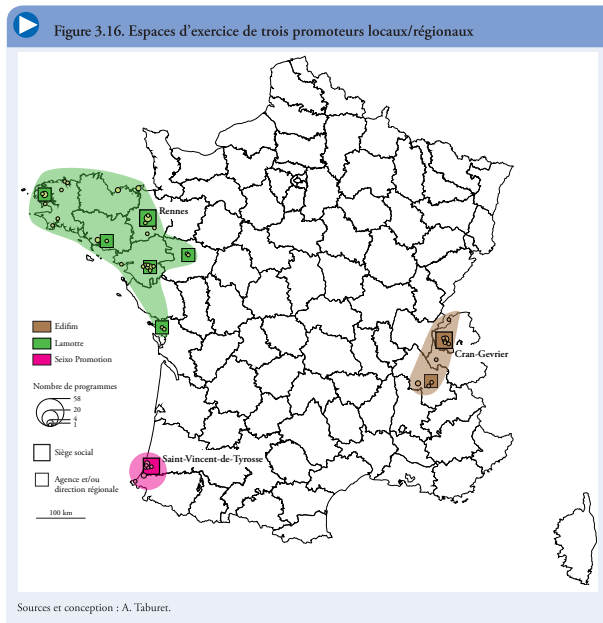 Figure 3.16. Espaces d'exercice de trois promoteurs locaux/régionaux
Rennes
Edifim
Lamotte
Seixo Promotion
Cran-Gevrier
Nombre de programmes
58
20
4
1
Siège social
Saint-Vincent-de-Tyrosse
Agence et/ou
direction régionale
100 km
Sources et conception : A. Taburet.